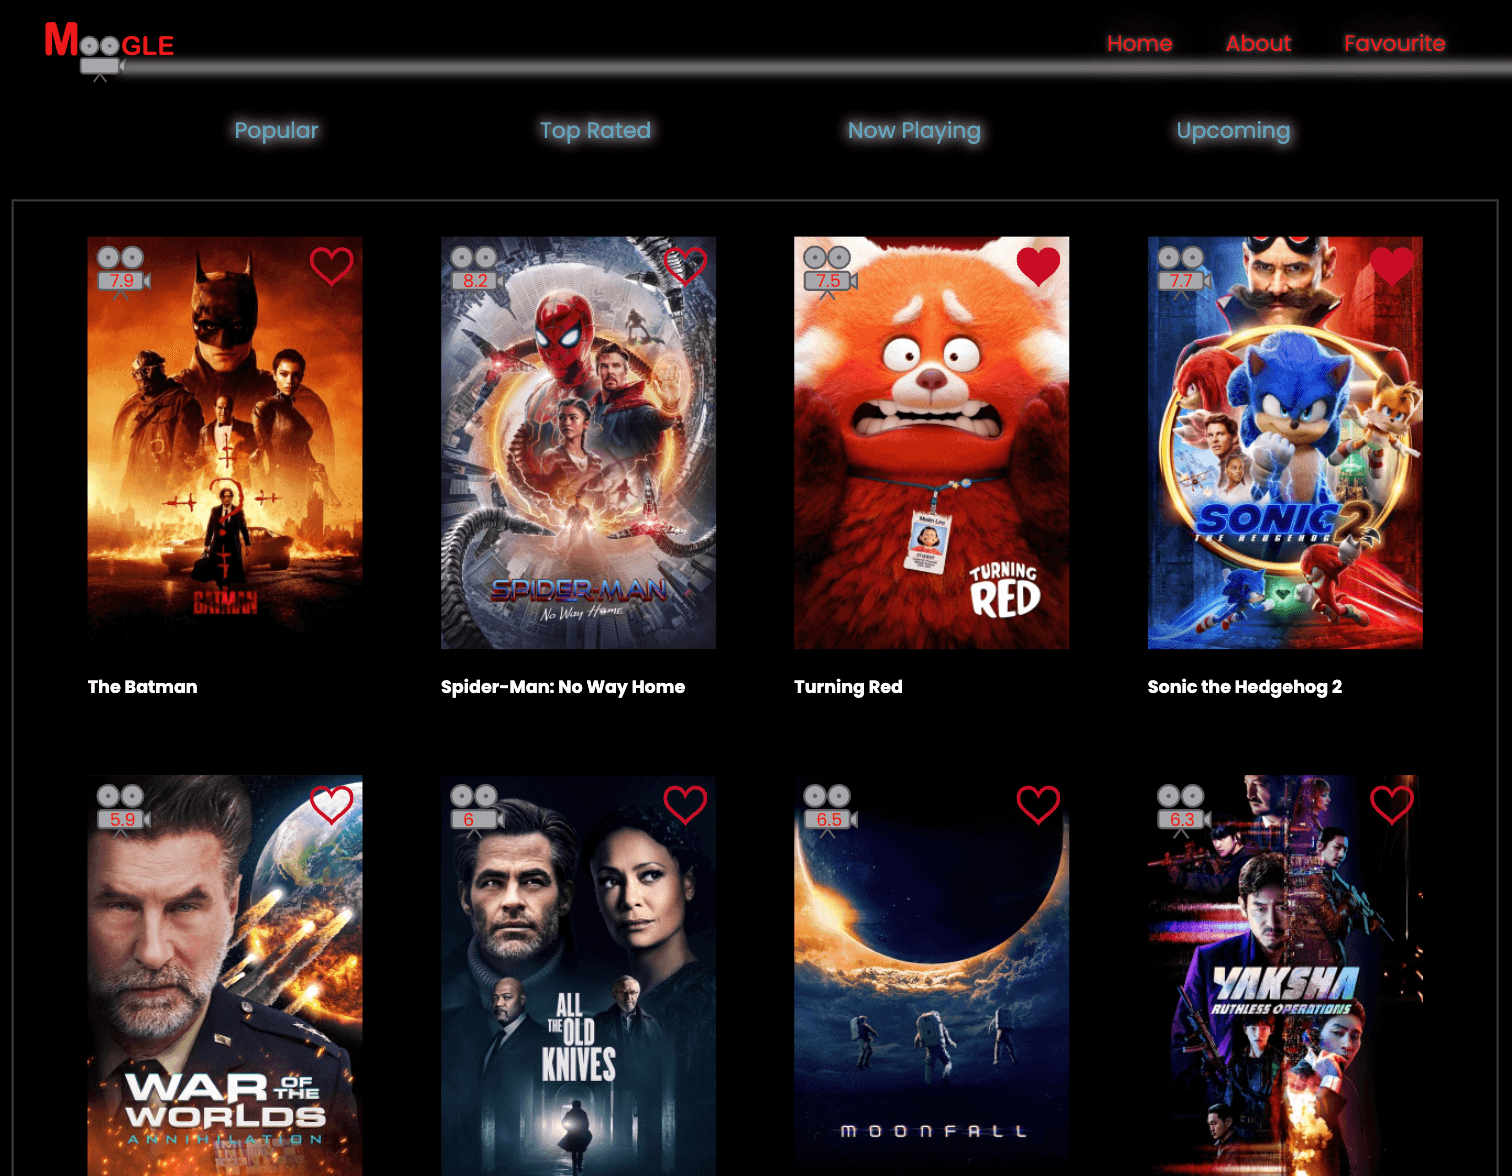 MOOGLE
Home About Favourite
Popular Top Rated Now Playing Upcoming
7.9 8.2 7.5 7.7
Meilin Lee
STUDENT
SONIC 2
THE HEDGEHOG
SPIDER-MAN
No Way Home
TURNING
RED
BATMAN
The Batman Spider-Man: No Way Home Turning Red Sonic the Hedgehog 2
5.9 6 6.5 6.3
WAR OF THE
WORLDS
ANNIHILATION
ALL
THE OLD
KNIVES
MOONFALL
YAKSHA
RUTHLESS OPERATIONS